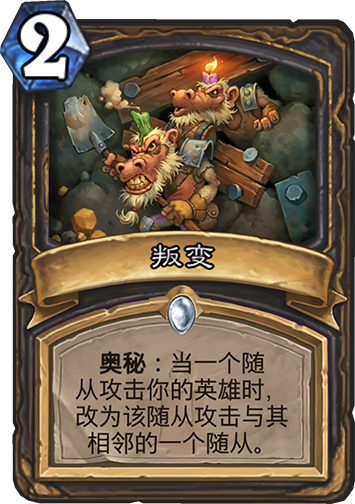 2
叛变
奥秘：当一个随
从攻击你的英雄时，
改为该随从攻击与其
相邻的一个随从。